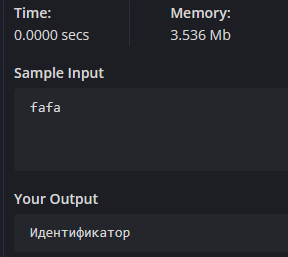 Time:
Memory:
0.0000 secs
3.536 Mb
Sample Input
fafa
Your Output
Идентификатор